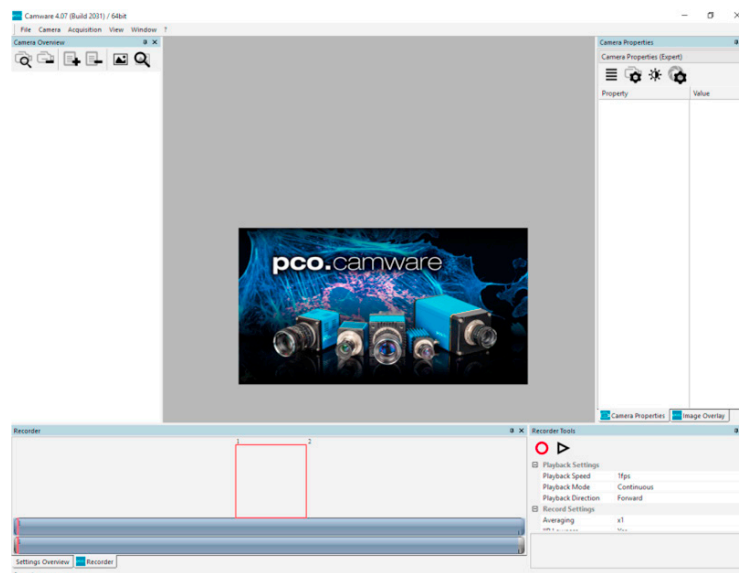 Camware 4.07 (Build 2031) / 64bit
File Camera Acquisition View Window ?
Camera Overview
Camera Properties
Camera Properties (Expert)
Property Value
pco.camware
Camera Properties Image Overlay
Recorder
1 2
Recorder Tools
Playback Settings
Playback Speed 1fps
Playback Mode Continuous
Playback Direction Forward
Record Settings
Averaging x1
Settings Overview Recorder